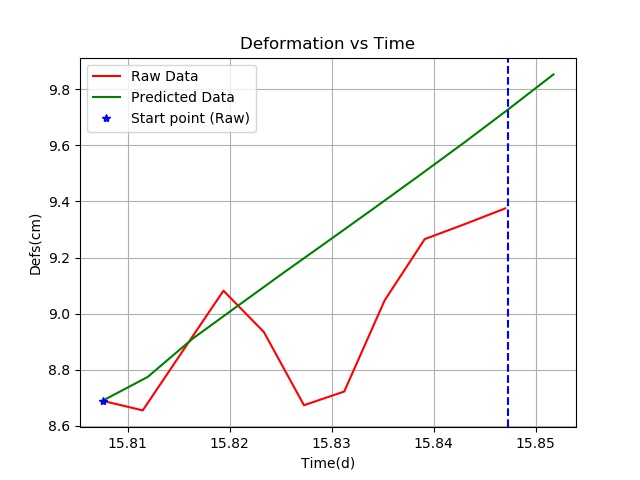 Deformation vs Time
Raw Data
Predicted Data
Start point (Raw)
9.8
9.6
9.4
9.2
9.0
8.8
8.6
Defs(cm)
15.81 15.82 15.83 15.84 15.85
Time(d)